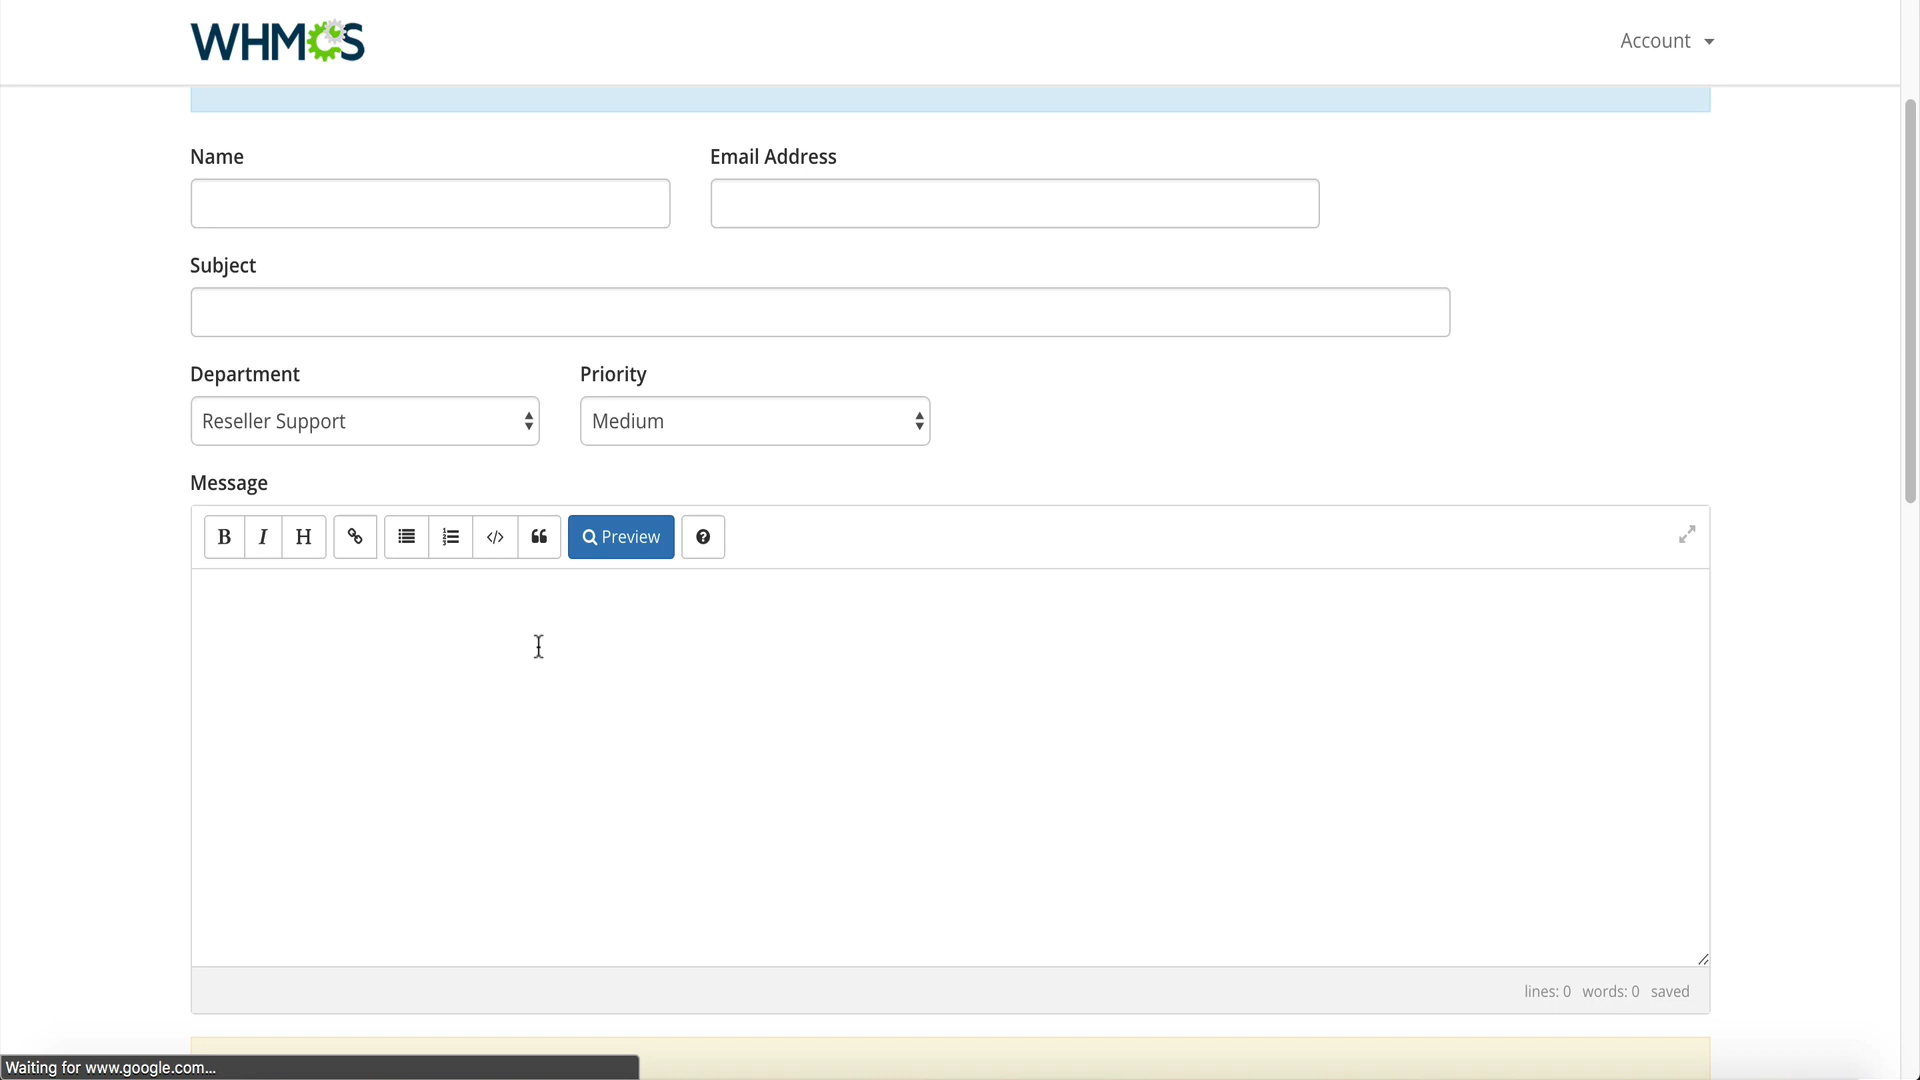 WHMCS
Account
Name
Email Address
Subject
Department
Priority
Reseller Support
Medium
Message
B I H
Preview
lines: 0 words: 0 saved
Waiting for www.google.com...